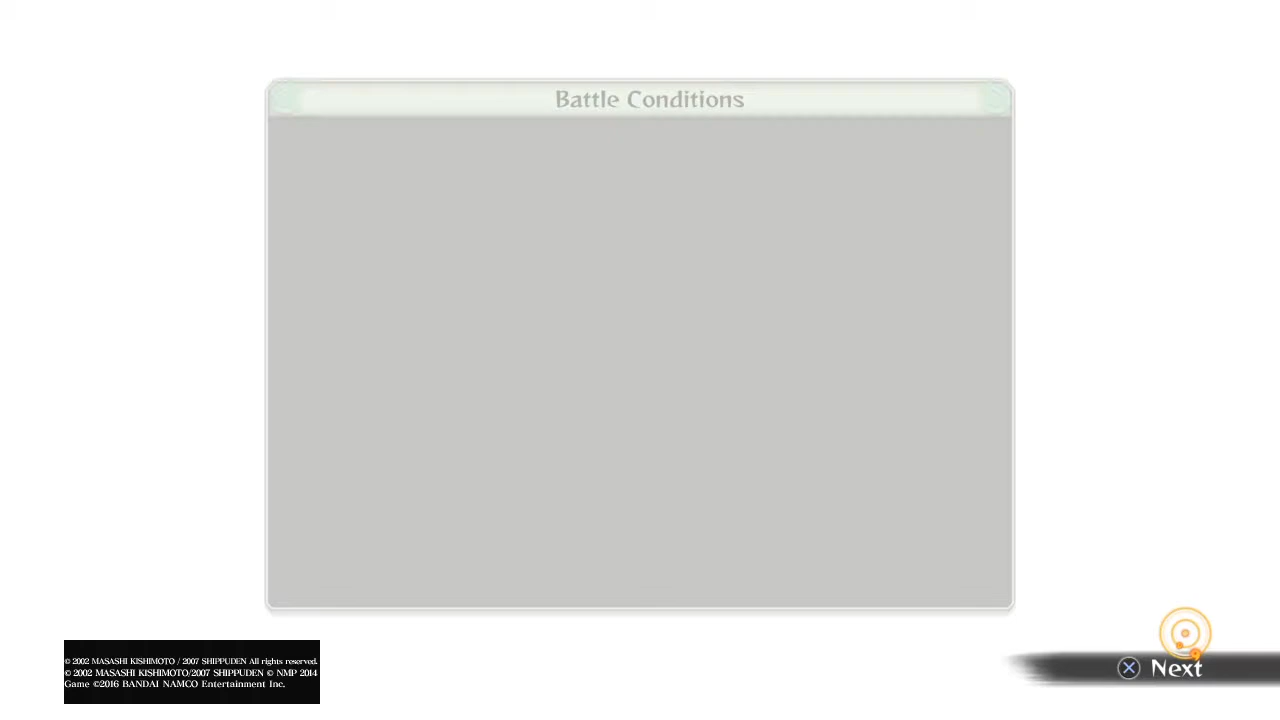 Battle Conditions
© 2002 MASASHI KISHIMOTO / 2007 SHIPPUDEN All rights reserved.
© 2002 MASASHI KISHIMOTO/2007 SHIPPUDEN © NMP 2014
Game ©2016 BANDAI NAMCO Entertainment Inc.
Next